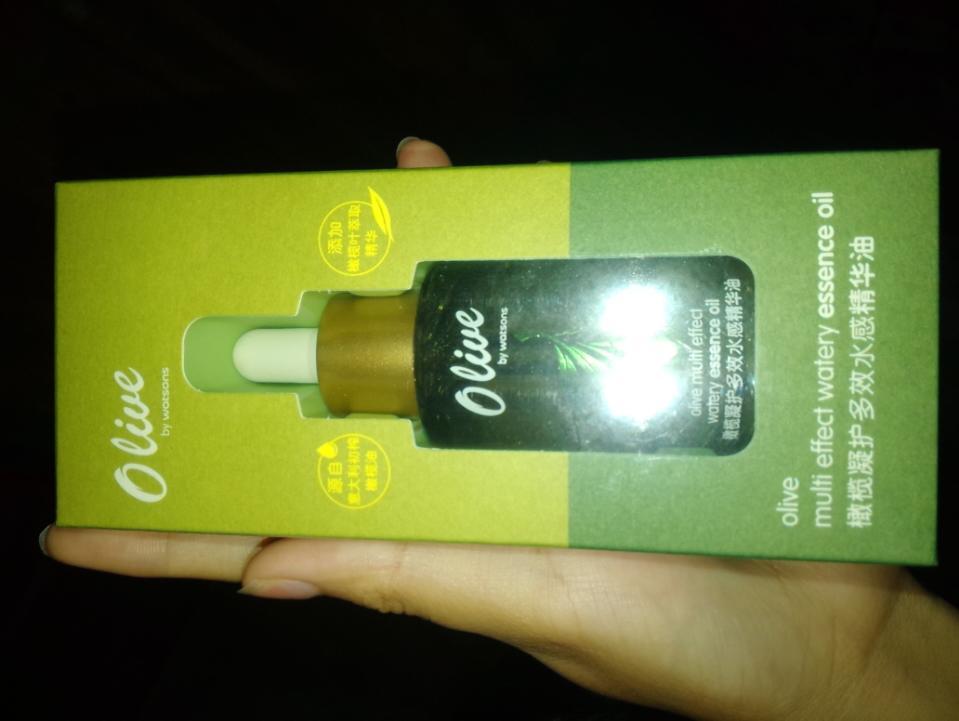 Olive
by watsons
源自
意大利初榨
橄榄油
添加
橄榄叶萃取
精华
Olive
by watsons
olive multi effect
watery essence oil
橄榄凝护多效水感精华油
olive
multi effect watery essence oil
橄榄凝护多效水感精华油